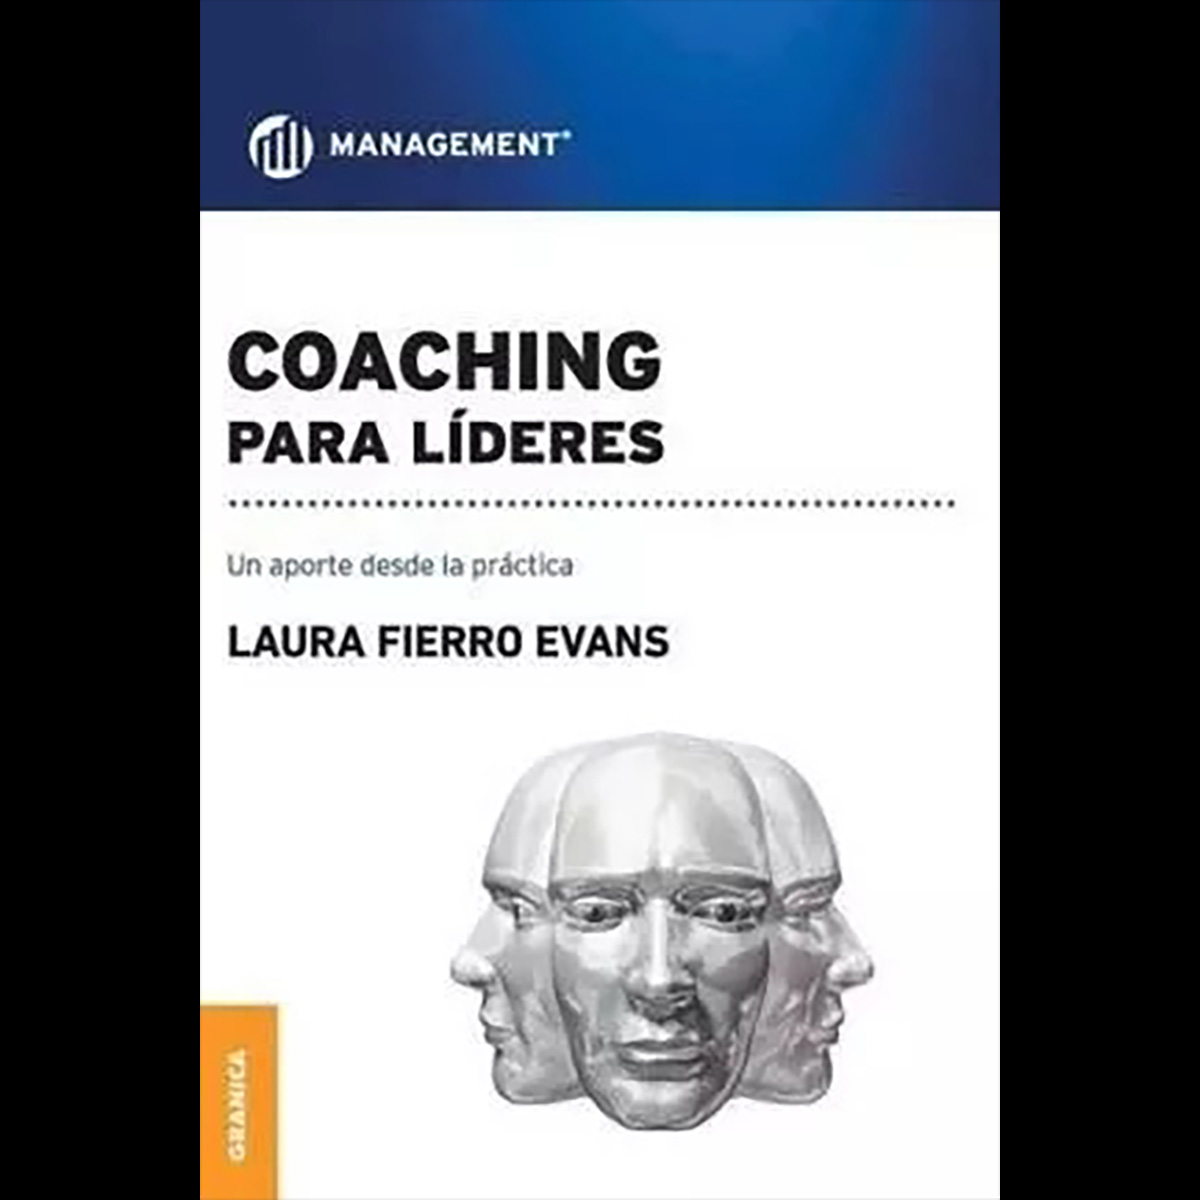 MANAGEMENT®
COACHING
PARA LÍDERES
Un aporte desde la práctica
LAURA FIERRO EVANS
GRANICA